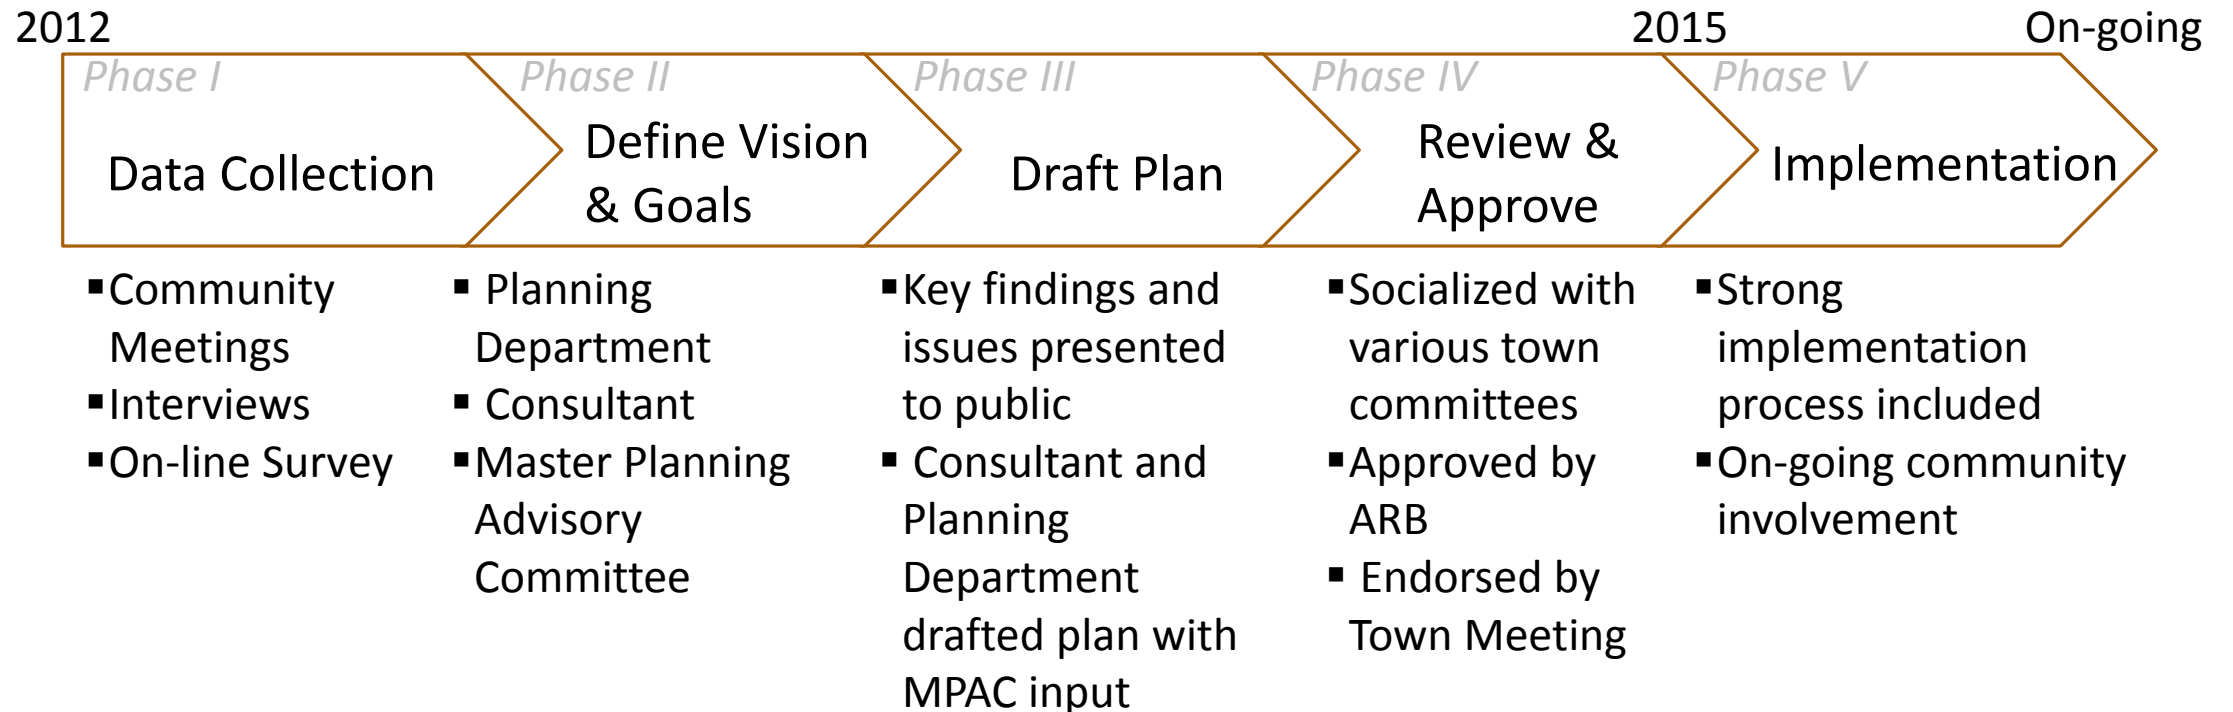 2012
2015
On-going
Phase I
Data Collection
Phase II
Define Vision
& Goals
Phase III
Draft Plan
Phase IV
Review &
Approve
Phase V
Implementation
▪Community
Meetings
▪Interviews
▪On-line Survey
▪ Planning
Department
▪ Consultant
▪Master Planning
Advisory
Committee
▪Key findings and
issues presented
to public
▪ Consultant and
Planning
Department
drafted plan with
MPAC input
▪Socialized with
various town
committees
▪Approved by
ARB
▪ Endorsed by
Town Meeting
▪Strong
implementation
process included
▪On-going community
involvement